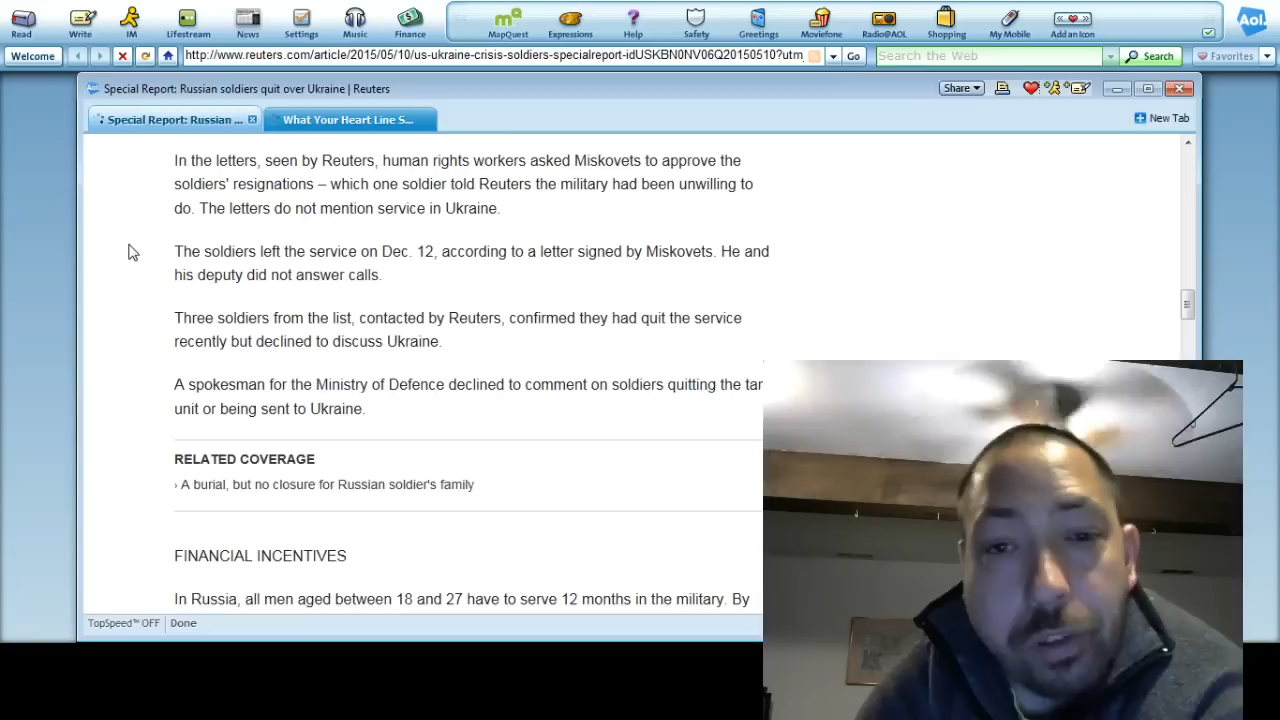 Read
Write
IM
Lifestream
News
Settings
Music
Finance
MapQuest
Expressions
Help
Safety
Greetings
Moviefone
Radio@AOL
Shopping
My Mobile
Add an Icon
Aol.
Welcome
http://www.reuters.com/article/2015/05/10/us-ukraine-crisis-soldiers-specialreport-idUSKBN0NV06Q20150510?utm_
Go
Search the Web
Search
Favorites
Special Report: Russian soldiers quit over Ukraine | Reuters
Share
Special Report: Russian ...
What Your Heart Line S...
New Tab
In the letters, seen by Reuters, human rights workers asked Miskovets to approve the
soldiers' resignations – which one soldier told Reuters the military had been unwilling to
do. The letters do not mention service in Ukraine.
The soldiers left the service on Dec. 12, according to a letter signed by Miskovets. He and
his deputy did not answer calls.
Three soldiers from the list, contacted by Reuters, confirmed they had quit the service
recently but declined to discuss Ukraine.
A spokesman for the Ministry of Defence declined to comment on soldiers quitting the tan
unit or being sent to Ukraine.
RELATED COVERAGE
› A burial, but no closure for Russian soldier's family
FINANCIAL INCENTIVES
In Russia, all men aged between 18 and 27 have to serve 12 months in the military. By
TopSpeed™ OFF
Done